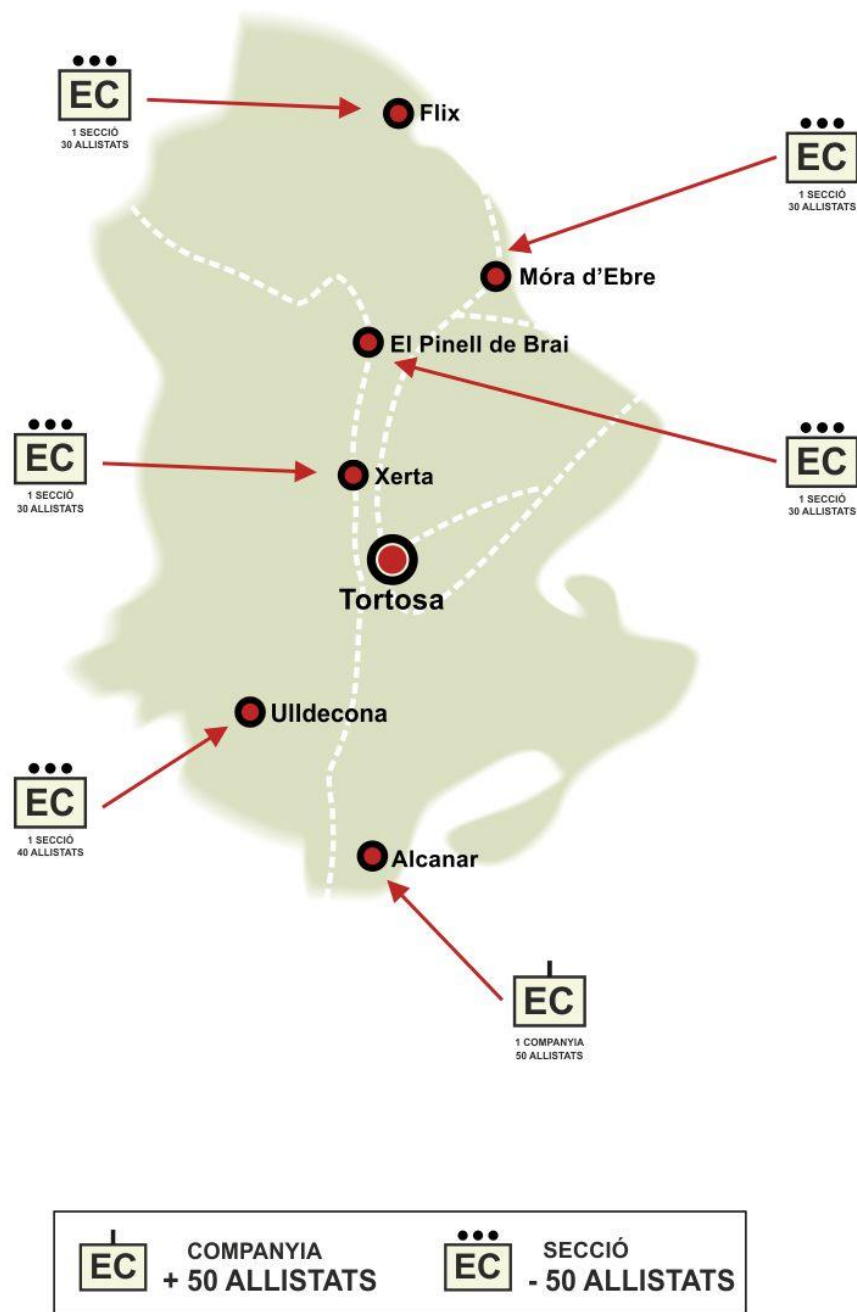 EC
1 SECCIÓ
30 ALLISTATS
Flix
EC
1 SECCIÓ
30 ALLISTATS
Móra d’Ebre
El Pinell de Brai
EC
1 SECCIÓ
30 ALLISTATS
Xerta
EC
1 SECCIÓ
30 ALLISTATS
Tortosa
Ulldecona
EC
1 SECCIÓ
40 ALLISTATS
Alcanar
EC
1 COMPANYIA
50 ALLISTATS
EC
COMPANYIA
+ 50 ALLISTATS
EC
SECCIÓ
- 50 ALLISTATS